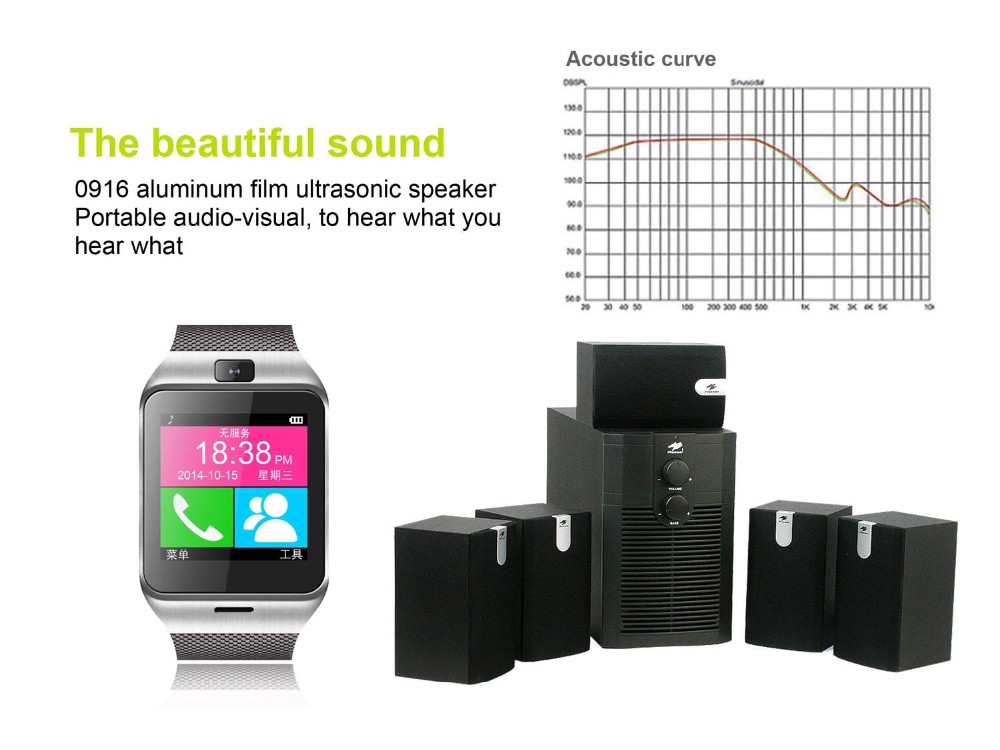 Acoustic curve
DBSPL
Sinusoidal
The beautiful sound
0916 aluminum film ultrasonic speaker
Portable audio-visual, to hear what you
hear what
130.0
120.0
110.0
100.0
90.0
80.0
70.0
60.0
50.0
20 30 40 50 100 200 300 400 500 1K 2K 3K 4K 5K 10K
无服务
18:38 PM
2014-10-15 星期三
菜单 工具
VOLUME
BASS